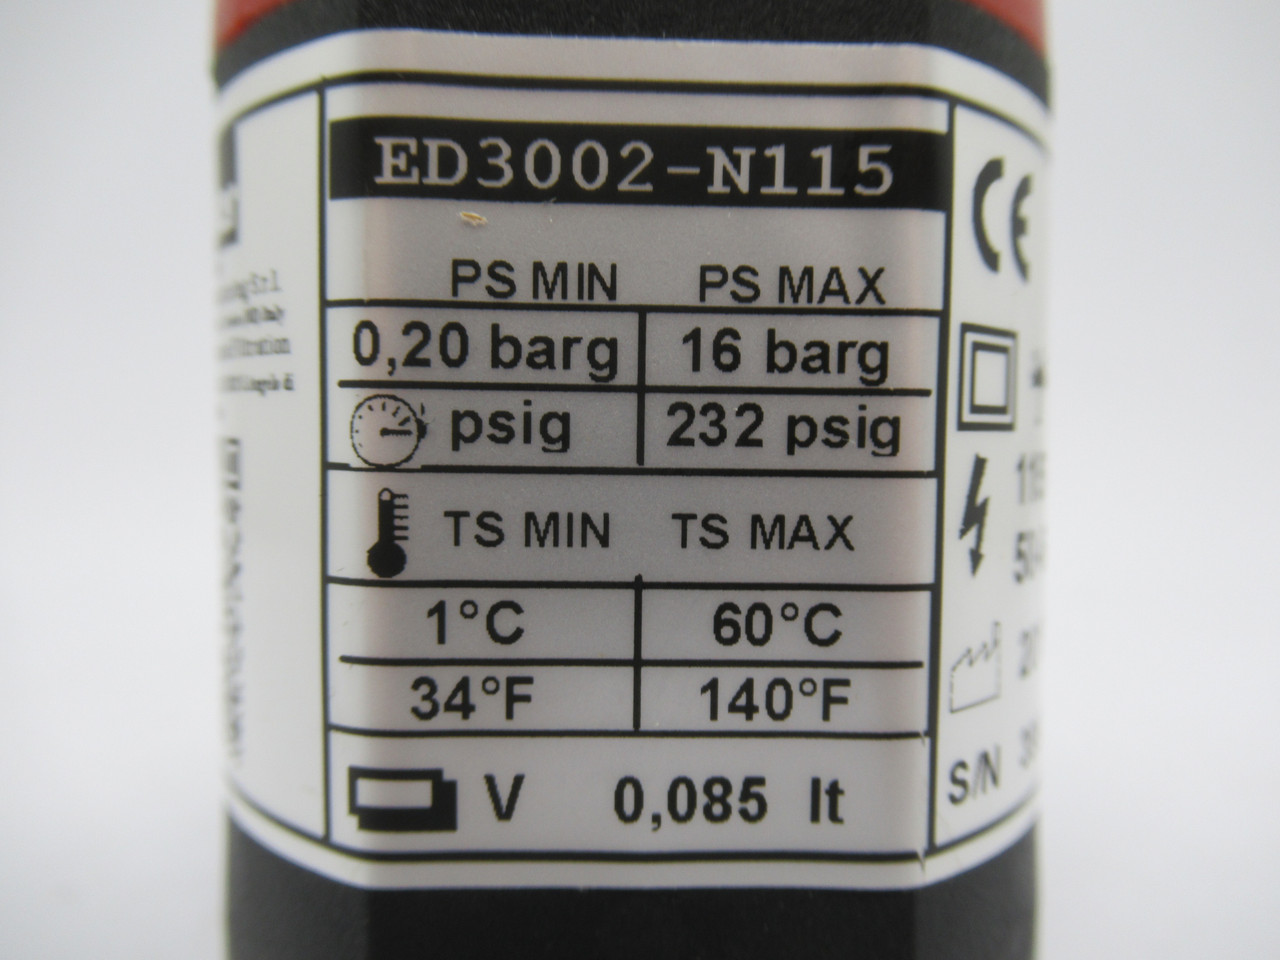 ED3002-N115
PS MIN PS MAX
0,20 barg 16 barg
psig 232 psig
TS MIN TS MAX
1°C 60°C
34°F 140°F
V 0,085 lt
CE
S/N
S.r.l.
Italy